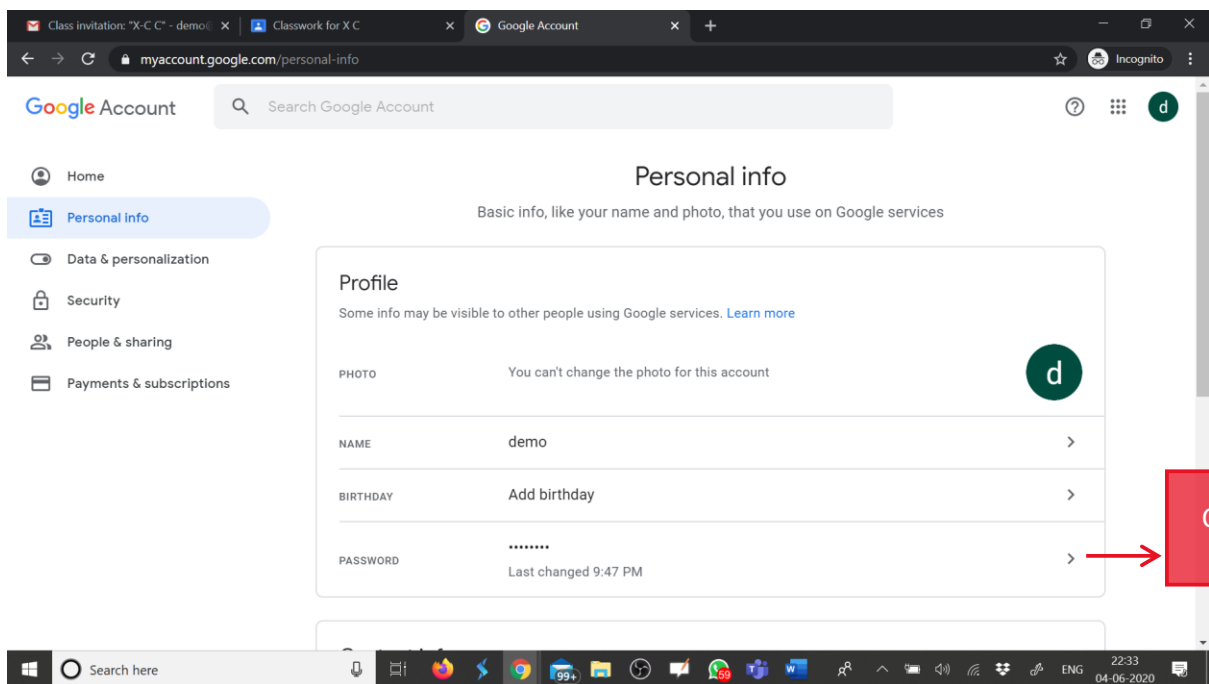 Class invitation: "X-C C" - demo
Classwork for X C
Google Account
myaccount.google.com/personal-info
Incognito
Google Account
Search Google Account
d
Home
Personal info
Data & personalization
Security
People & sharing
Payments & subscriptions
Personal info
Basic info, like your name and photo, that you use on Google services
Profile
Some info may be visible to other people using Google services. Learn more
PHOTO You can't change the photo for this account
d
NAME demo
BIRTHDAY Add birthday
PASSWORD ••••••••
Last changed 9:47 PM
Search here
99+
59
W
ENG
22:33
04-06-2020